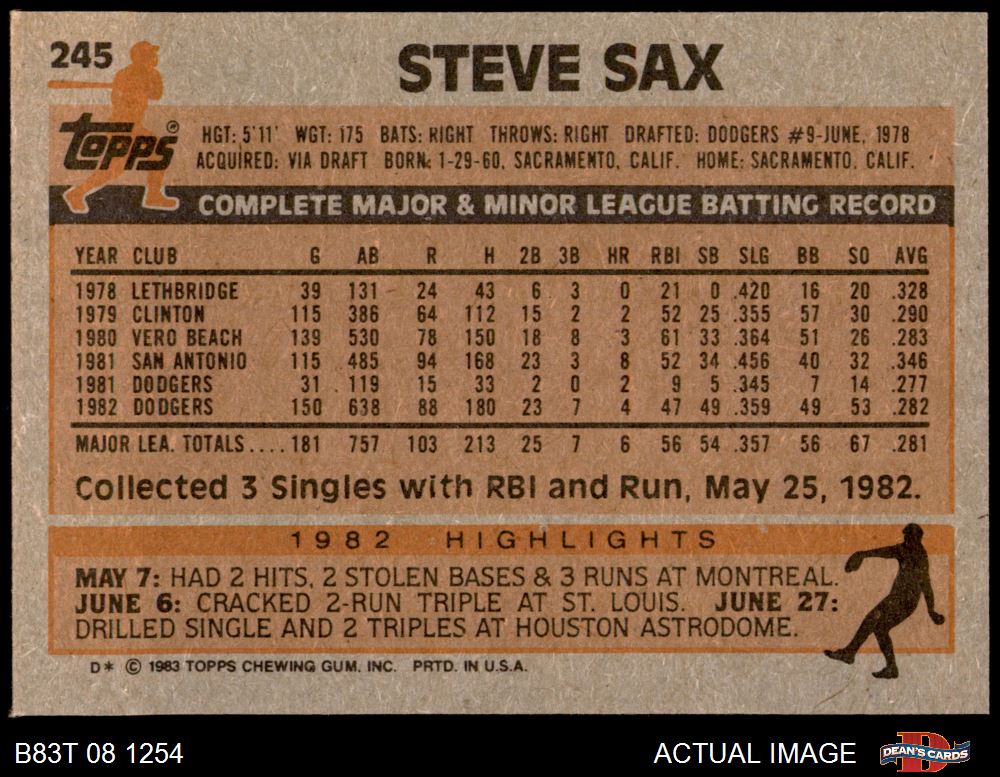 245
STEVE SAX
Topps®
HGT: 5'11' WGT: 175 BATS: RIGHT THROWS: RIGHT DRAFTED: DODGERS #9-JUNE, 1978
ACQUIRED: VIA DRAFT BORN: 1-29-60, SACRAMENTO, CALIF. HOME: SACRAMENTO, CALIF.
COMPLETE MAJOR & MINOR LEAGUE BATTING RECORD
YEAR CLUB G AB R H 2B 3B HR RBI SB SLG BB SO AVG
1978 LETHBRIDGE 39 131 24 43 6 3 0 21 0 .420 16 20 .328
1979 CLINTON 115 386 64 112 15 2 2 52 25 .355 57 30 .290
1980 VERO BEACH 139 530 78 150 18 8 3 61 33 .364 51 26 .283
1981 SAN ANTONIO 115 485 94 168 23 3 8 52 34 .456 40 32 .346
1981 DODGERS 31 119 15 33 2 0 2 9 5 .345 7 14 .277
1982 DODGERS 150 638 88 180 23 7 4 47 49 .359 49 53 .282
MAJOR LEA. TOTALS.... 181 757 103 213 25 7 6 56 54 .357 56 67 .281
Collected 3 Singles with RBI and Run, May 25, 1982.
1982 HIGHLIGHTS
MAY 7: HAD 2 HITS, 2 STOLEN BASES & 3 RUNS AT MONTREAL.
JUNE 6: CRACKED 2-RUN TRIPLE AT ST. LOUIS. JUNE 27:
DRILLED SINGLE AND 2 TRIPLES AT HOUSTON ASTRODOME.
D* © 1983 TOPPS CHEWING GUM, INC. PRTD. IN U.S.A.
B83T 08 1254
ACTUAL IMAGE
D
DEAN'S CARDS